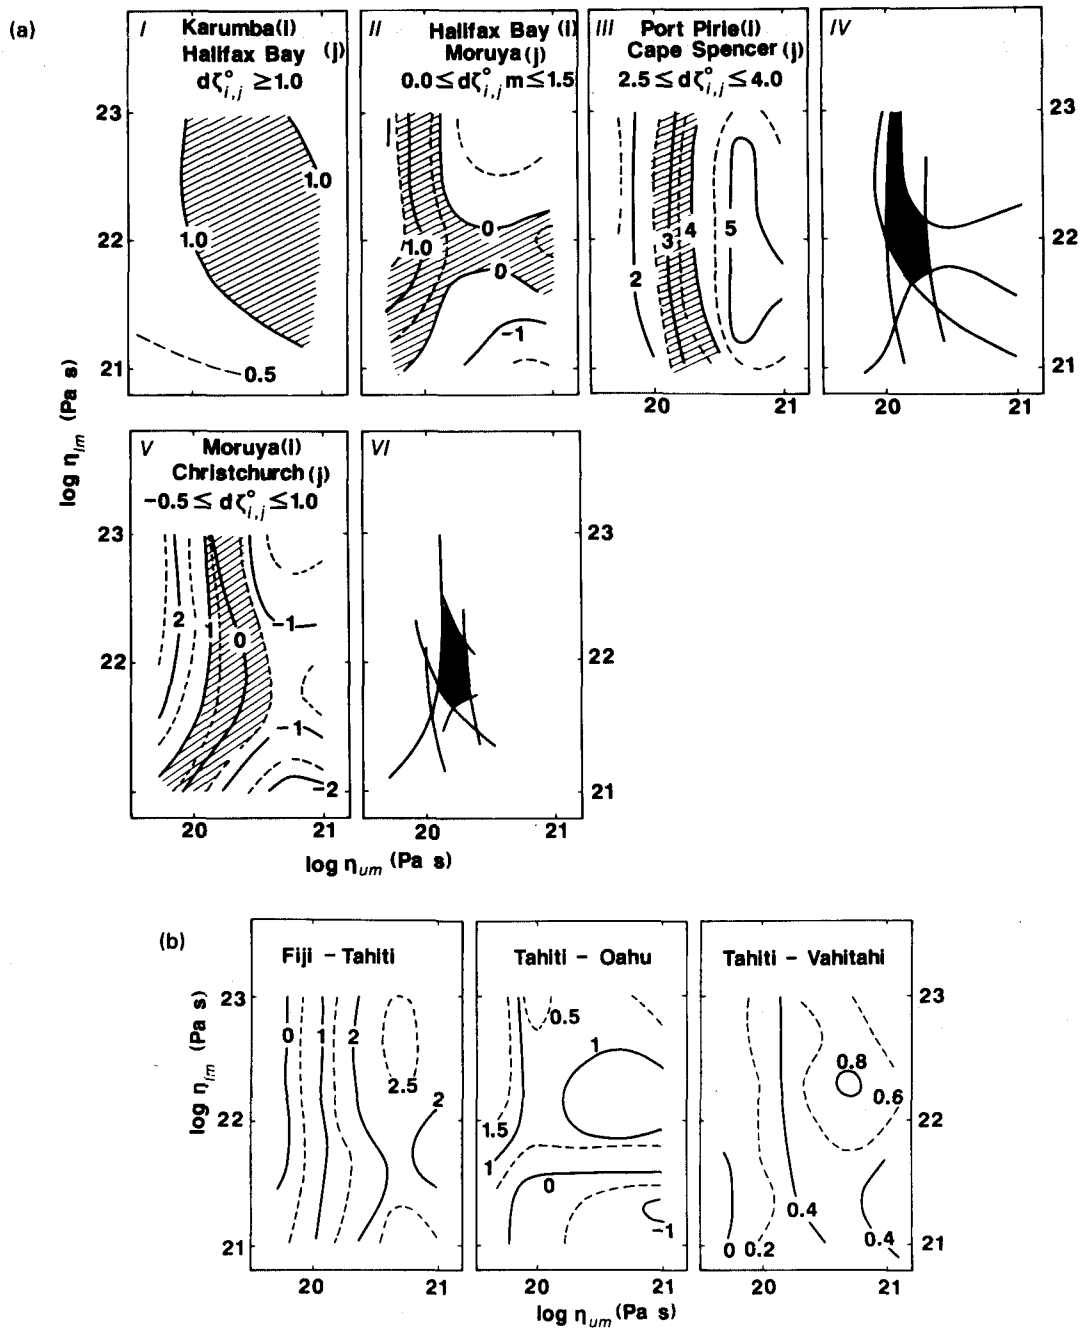 (a)
I Karumba(i)
Halifax Bay (j)
dζ°i,j ≥1.0
II Halifax Bay (i)
Moruya(j)
0.0≤dζ°i,j m≤1.5
III Port Pirie(i)
Cape Spencer(j)
2.5≤dζ°i,j≤4.0
IV
23
22
21
1.0
1.0
0.5
1.0
0
0
-1
2
3
4
5
23
22
21
20
21
20
21
log ηlm (Pa s)
V Moruya(i)
Christchurch(j)
-0.5≤dζ°i,j≤1.0
VI
23
22
2
1
0
-1
-1
-2
23
22
21
20
21
20
21
log ηum (Pa s)
(b)
Fiji - Tahiti
Tahiti - Oahu
Tahiti - Vahitahi
log ηlm (Pa s)
23
22
21
0
1
2
2.5
2
0.5
1
1.5
1
0
-1
0.8
0.6
0.4
0
0.2
0.4
23
22
21
20
21
20
21
20
21
log ηum (Pa s)